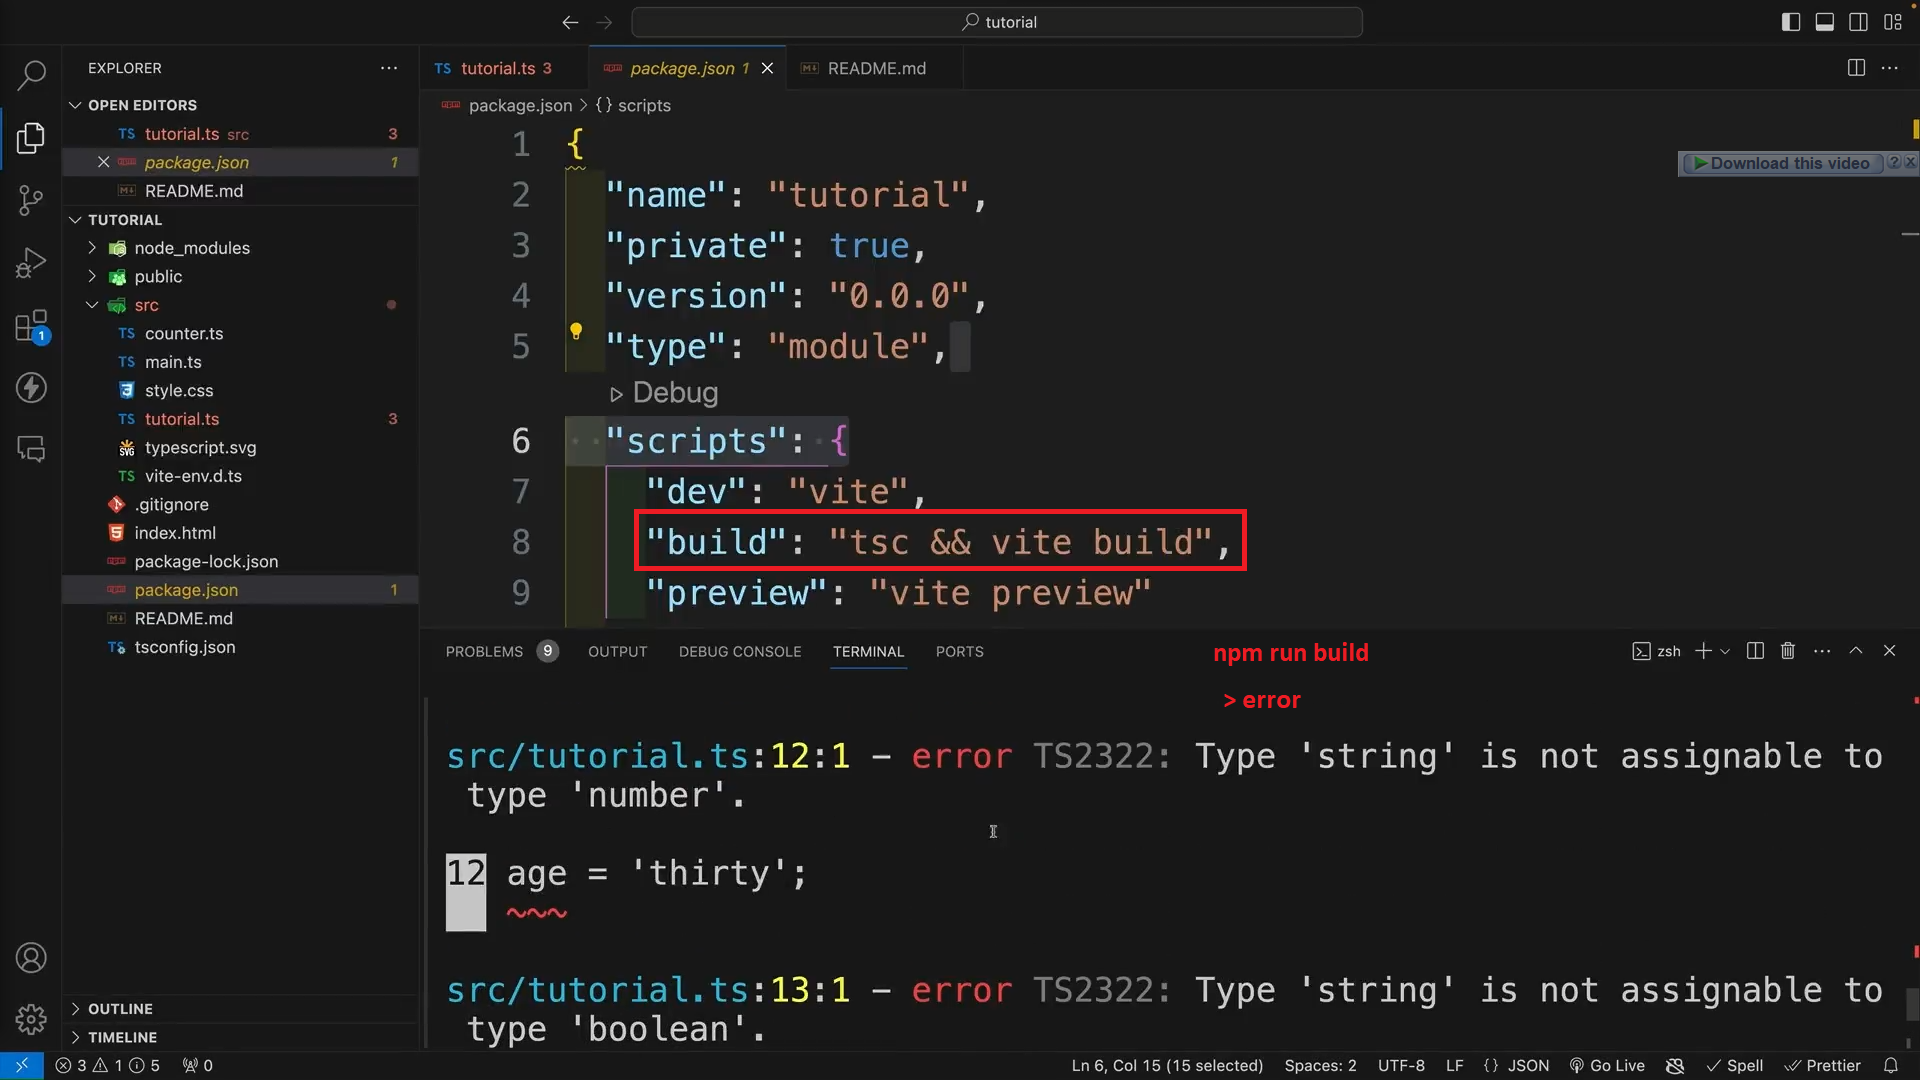 tutorial
EXPLORER
OPEN EDITORS
TS tutorial.ts src 3
package.json 1
README.md
TUTORIAL
node_modules
public
src
TS counter.ts
TS main.ts
style.css
TS tutorial.ts 3
typescript.svg
TS vite-env.d.ts
.gitignore
index.html
package-lock.json
package.json 1
README.md
TS tsconfig.json
OUTLINE
TIMELINE
1
TS tutorial.ts 3
package.json 1
README.md
package.json > {} scripts
Download this video ? X
1 {
2 "name": "tutorial",
3 "private": true,
4 "version": "0.0.0",
5 "type": "module",
Debug
6 "scripts": {
7 "dev": "vite",
8 "build": "tsc && vite build",
9 "preview": "vite preview"
PROBLEMS 9 OUTPUT DEBUG CONSOLE TERMINAL PORTS
npm run build
> error
zsh
src/tutorial.ts:12:1 - error TS2322: Type 'string' is not assignable to
type 'number'.
12 age = 'thirty';
~~~
src/tutorial.ts:13:1 - error TS2322: Type 'string' is not assignable to
type 'boolean'.
3 1 5 0
Ln 6, Col 15 (15 selected) Spaces: 2 UTF-8 LF {} JSON Go Live Spell Prettier